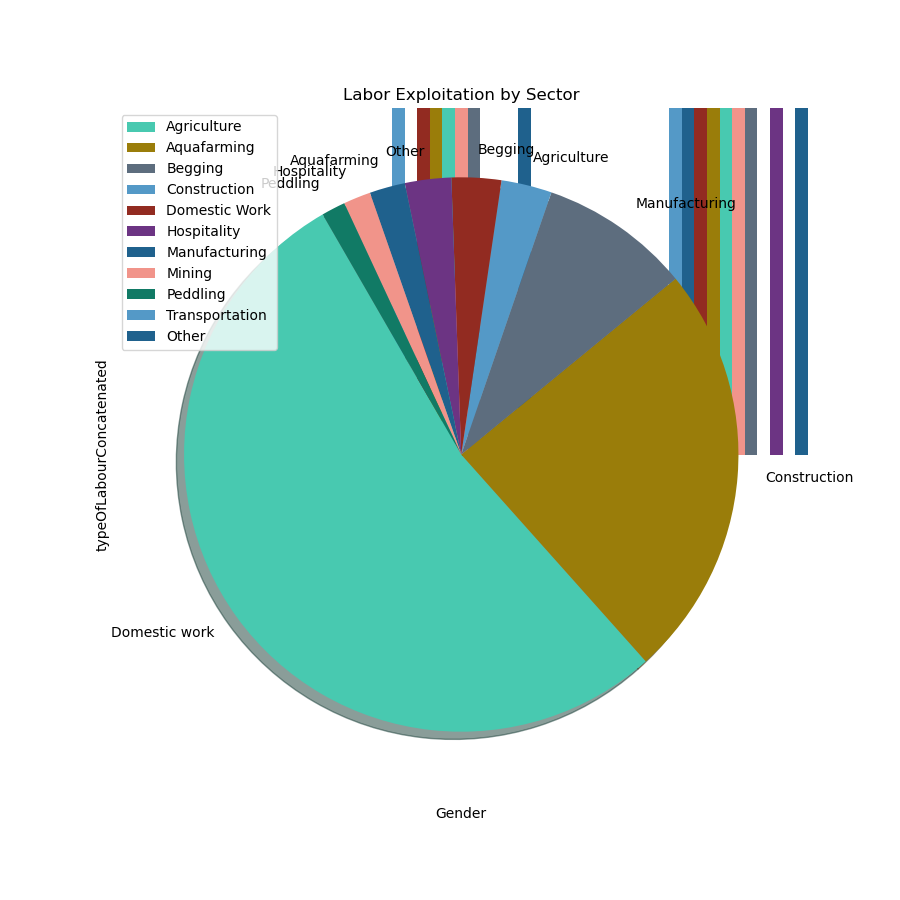 Labor Exploitation by Sector
Agriculture
Aquafarming
Begging
Construction
Domestic Work
Hospitality
Manufacturing
Mining
Peddling
Transportation
Other
Aquafarming
Hospitality
Peddling
Other
Begging
Agriculture
Manufacturing
Construction
typeOfLabourConcatenated
Domestic work
Gender